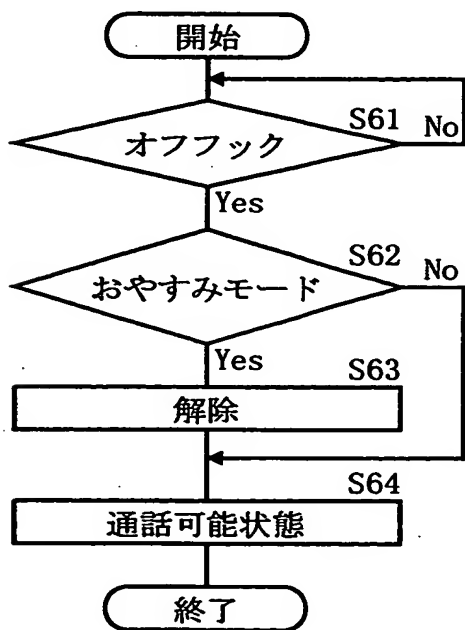 開始
S61
オフフック
No
Yes
S62
おやすみモード
No
Yes
S63
解除
S64
通話可能状態
終了